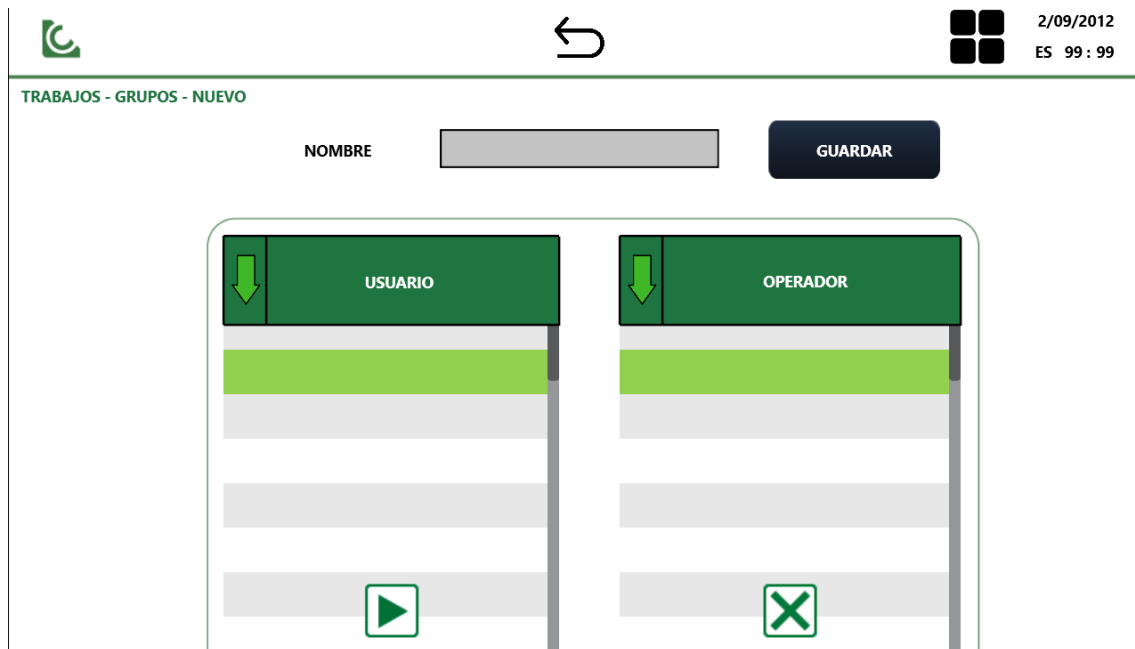 2/09/2012
ES 99 : 99
TRABAJOS - GRUPOS - NUEVO
NOMBRE
GUARDAR
USUARIO
OPERADOR